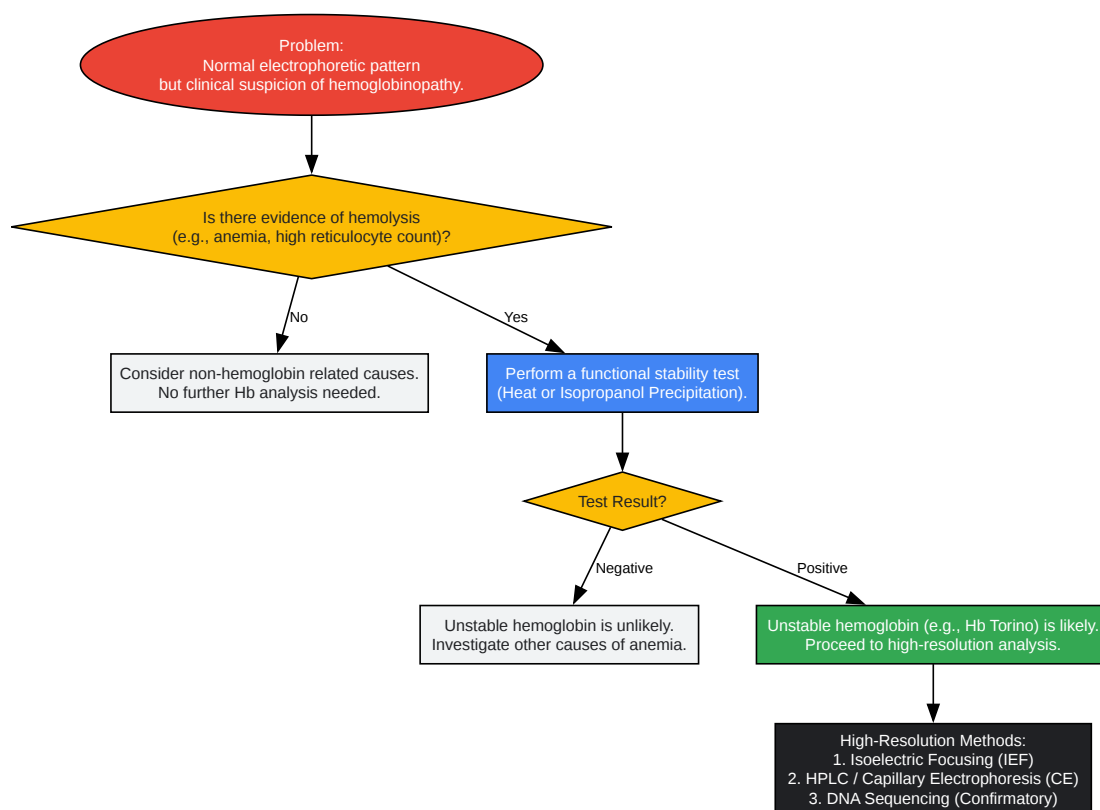 Problem:
Normal electrophoretic pattern
but clinical suspicion of hemoglobinopathy.
Is there evidence of hemolysis
(e.g., anemia, high reticulocyte count)?
No
Yes
Consider non-hemoglobin related causes.
No further Hb analysis needed.
Perform a functional stability test
(Heat or Isopropanol Precipitation).
Test Result?
Negative
Positive
Unstable hemoglobin is unlikely.
Investigate other causes of anemia.
Unstable hemoglobin (e.g., Hb Torino) is likely.
Proceed to high-resolution analysis.
High-Resolution Methods:
1. Isoelectric Focusing (IEF)
2. HPLC / Capillary Electrophoresis (CE)
3. DNA Sequencing (Confirmatory)